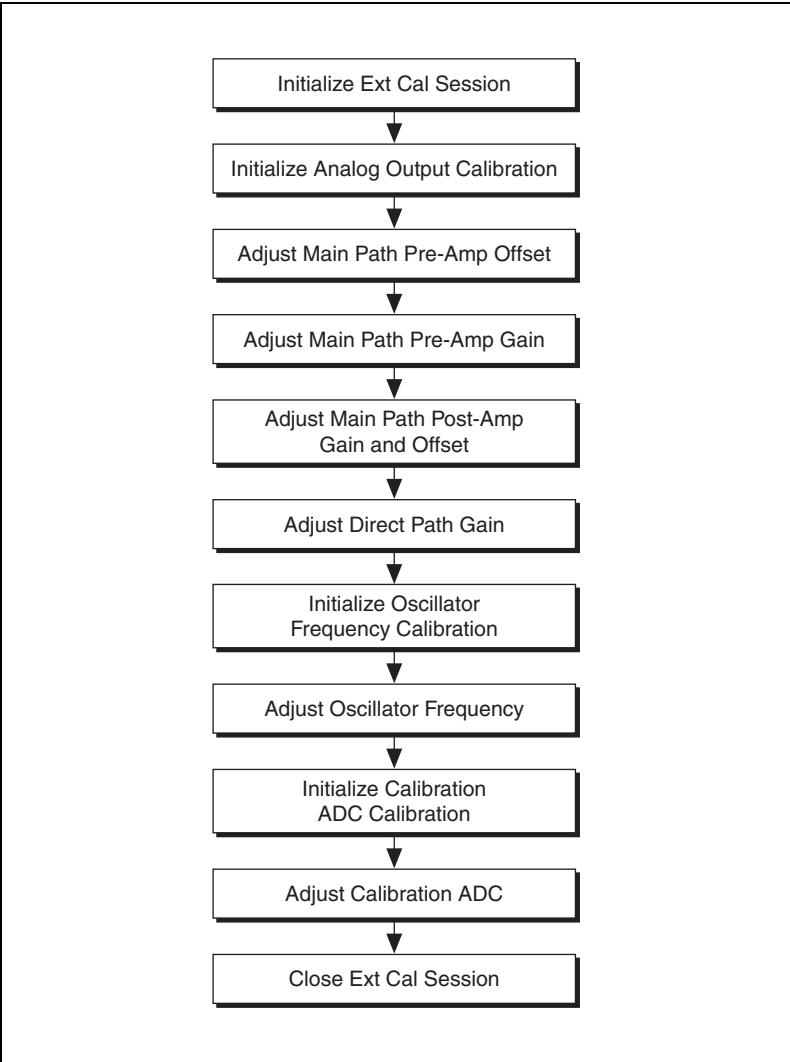 Initialize Ext Cal Session
Initialize Analog Output Calibration
Adjust Main Path Pre-Amp Offset
Adjust Main Path Pre-Amp Gain
Adjust Main Path Post-Amp
Gain and Offset
Adjust Direct Path Gain
Initialize Oscillator
Frequency Calibration
Adjust Oscillator Frequency
Initialize Calibration
ADC Calibration
Adjust Calibration ADC
Close Ext Cal Session